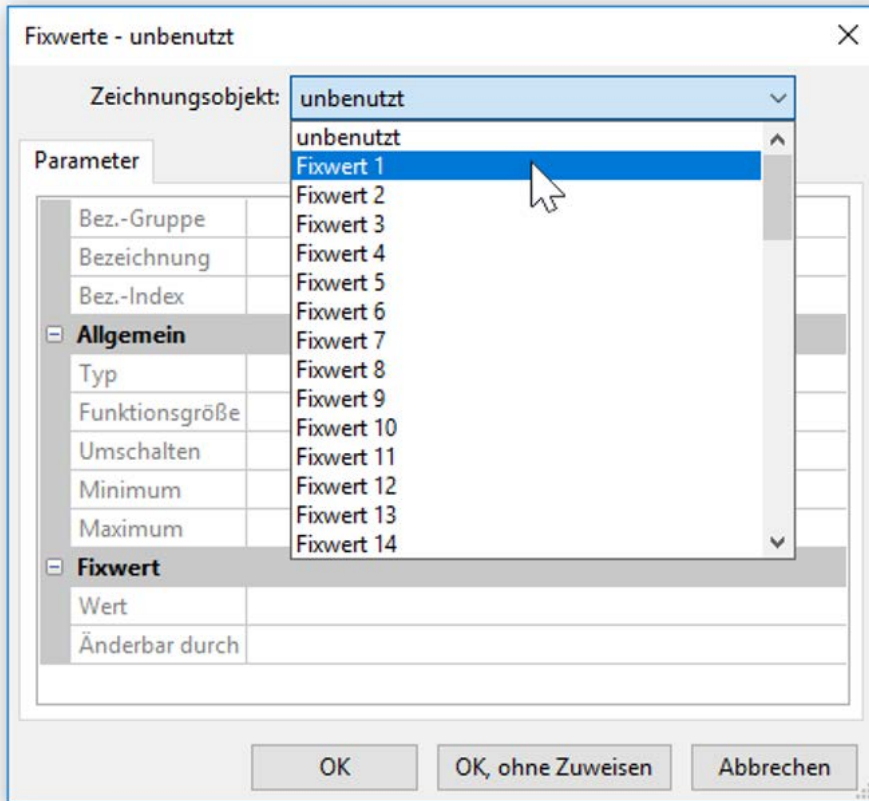 Fixwerte - unbenutzt
Zeichnungsobjekt: unbenutzt
unbenutzt
Fixwert 1
Fixwert 2
Fixwert 3
Fixwert 4
Fixwert 5
Fixwert 6
Fixwert 7
Fixwert 8
Fixwert 9
Fixwert 10
Fixwert 11
Fixwert 12
Fixwert 13
Fixwert 14
Parameter
Bez.-Gruppe
Bezeichnung
Bez.-Index
Allgemein
Typ
Funktionsgröße
Umschalten
Minimum
Maximum
Fixwert
Wert
Änderbar durch
OK
OK, ohne Zuweisen
Abbrechen